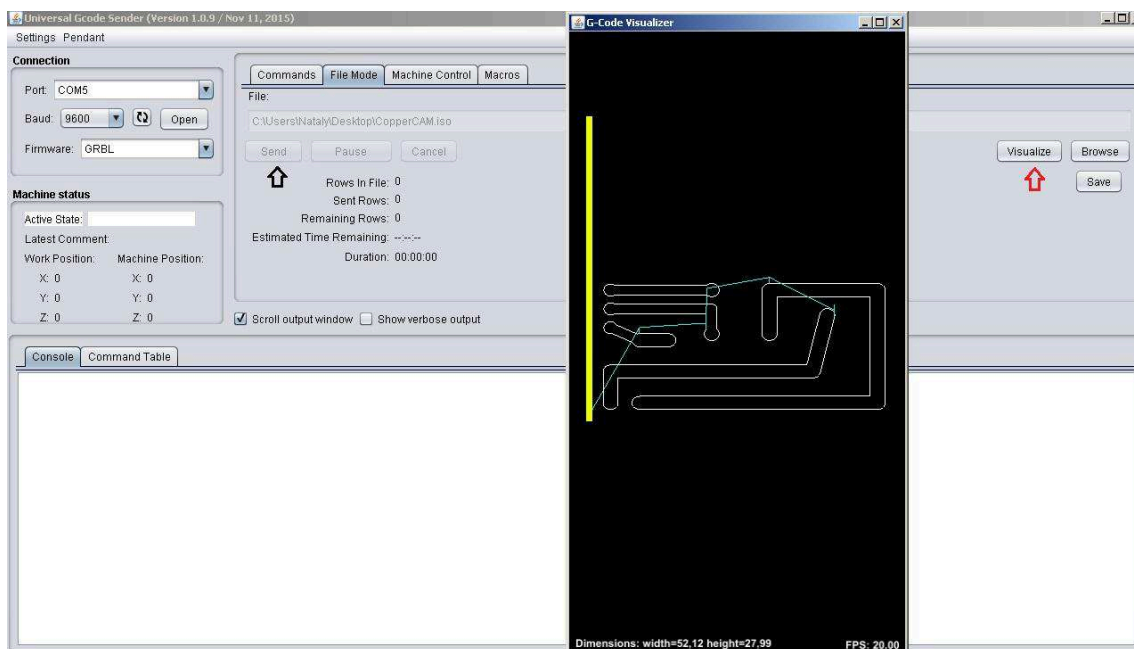 Universal Gcode Sender (Version 1.0.9 / Nov 11, 2015)
Settings Pendant
Connection
Port: COM5
Baud: 9600 Open
Firmware: GRBL
Machine status
Active State:
Latest Comment:
Work Position: Machine Position:
X: 0 X: 0
Y: 0 Y: 0
Z: 0 Z: 0
Commands File Mode Machine Control Macros
File:
C:\Users\Nataly\Desktop\CopperCAM.iso
Send Pause Cancel
Visualize Browse
Save
Rows In File: 0
Sent Rows: 0
Remaining Rows: 0
Estimated Time Remaining: --:--:--
Duration: 00:00:00
Scroll output window Show verbose output
Console Command Table
G-Code Visualizer
Dimensions: width=52,12 height=27,99
FPS: 20.00